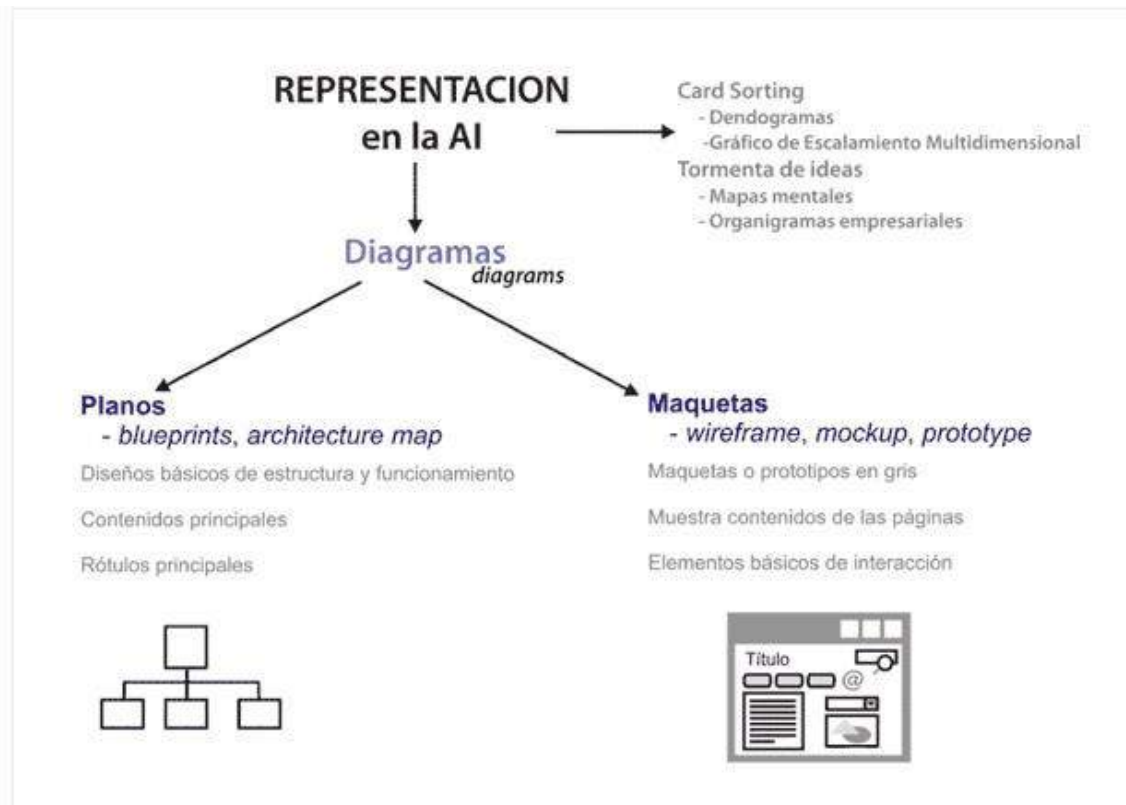 REPRESENTACION
en la AI
Card Sorting
- Dendogramas
-Gráfico de Escalamiento Multidimensional
Tormenta de ideas
- Mapas mentales
- Organigramas empresariales
Diagramas
diagrams
Planos
- blueprints, architecture map
Diseños básicos de estructura y funcionamiento
Contenidos principales
Rótulos principales
Maquetas
- wireframe, mockup, prototype
Maquetas o prototipos en gris
Muestra contenidos de las páginas
Elementos básicos de interacción
Título
@